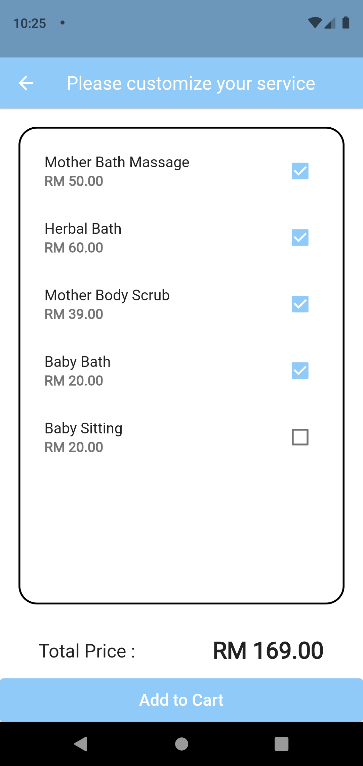 10:25
Please customize your service
Mother Bath Massage
RM 50.00
Herbal Bath
RM 60.00
Mother Body Scrub
RM 39.00
Baby Bath
RM 20.00
Baby Sitting
RM 20.00
Total Price : RM 169.00
Add to Cart